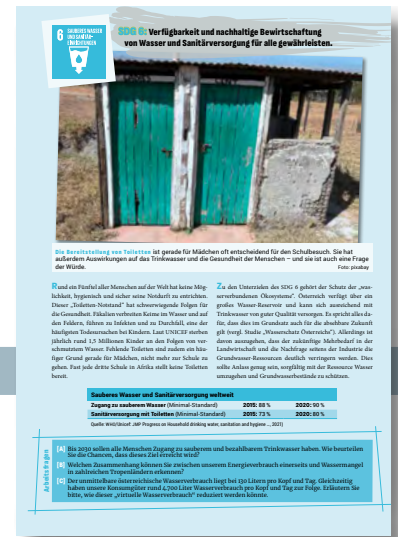 6 SAUBERES WASSER
UND SANITÄR-
EINRICHTUNGEN
SDG 6: Verfügbarkeit und nachhaltige Bewirtschaftung
von Wasser und Sanitärversorgung für alle gewährleisten.
Die Bereitstellung von Toiletten ist gerade für Mädchen oft entscheidend für den Schulbesuch. Sie hat
außerdem Auswirkungen auf das Trinkwasser und die Gesundheit der Menschen – und sie ist auch eine Frage
der Würde.
Foto: pixabay
Rund ein Fünftel aller Menschen auf der Welt hat keine Mög-
lichkeit, hygienisch und sicher seine Notdurft zu entrichten.
Dieser „Toiletten-Notstand“ hat schwerwiegende Folgen für
die Gesundheit. Fäkalien verbreiten Keime im Wasser und auf
den Feldern, führen zu Infekten und zu Durchfall, eine der
häufigsten Todesursachen bei Kindern. Laut UNICEF sterben
jährlich rund 1,5 Millionen Kinder an den Folgen von ver-
schmutztem Wasser. Fehlende Toiletten sind zudem ein häu-
figer Grund gerade für Mädchen, nicht mehr zur Schule zu
gehen. Fast jede dritte Schule in Afrika stellt keine Toiletten
bereit.
Zu den Unterzielen des SDG 6 gehört der Schutz der „was-
serverbundenen Ökosysteme“. Österreich verfügt über ein
großes Wasser-Reservoir und kann sich ausreichend mit
Trinkwasser von guter Qualität versorgen. Es spricht alles da-
für, dass dies im Grundsatz auch für die absehbare Zukunft
gilt (vergl. Studie „Wasserschatz Österreichs“). Allerdings ist
davon auszugehen, dass der zukünftige Mehrbedarf in der
Landwirtschaft und die Nachfrage seitens der Industrie die
Grundwasser-Ressourcen deutlich verringern werden. Dies
sollte Anlass genug sein, sorgfältig mit der Ressource Wasser
umzugehen und Grundwasserbestände zu schützen.
Sauberes Wasser und Sanitärversorgung weltweit
Zugang zu sauberem Wasser (Minimal-Standard) 2015: 88 % 2020: 90 %
Sanitärversorgung mit Toiletten (Minimal-Standard) 2015: 73 % 2020: 80 %
Quelle: WHO/Unicef. JMP Progress on Household drinking water, sanitation and hygiene …, 2021)
Arbeitsfragen
[A] Bis 2030 sollen alle Menschen Zugang zu sauberem und bezahlbarem Trinkwasser haben. Wie beurteilen
Sie die Chancen, dass dieses Ziel erreicht wird?
[B] Welchen Zusammenhang können Sie zwischen unserem Energieverbrauch einerseits und Wassermangel
in zahlreichen Tropenländern erkennen?
[C] Der unmittelbare österreichische Wasserverbrauch liegt bei 130 Litern pro Kopf und Tag. Gleichzeitig
haben unsere Konsumgüter rund 4.700 Liter Wasserverbrauch pro Kopf und Tag zur Folge. Erläutern Sie
bitte, wie dieser „virtuelle Wasserverbrauch“ reduziert werden könnte.